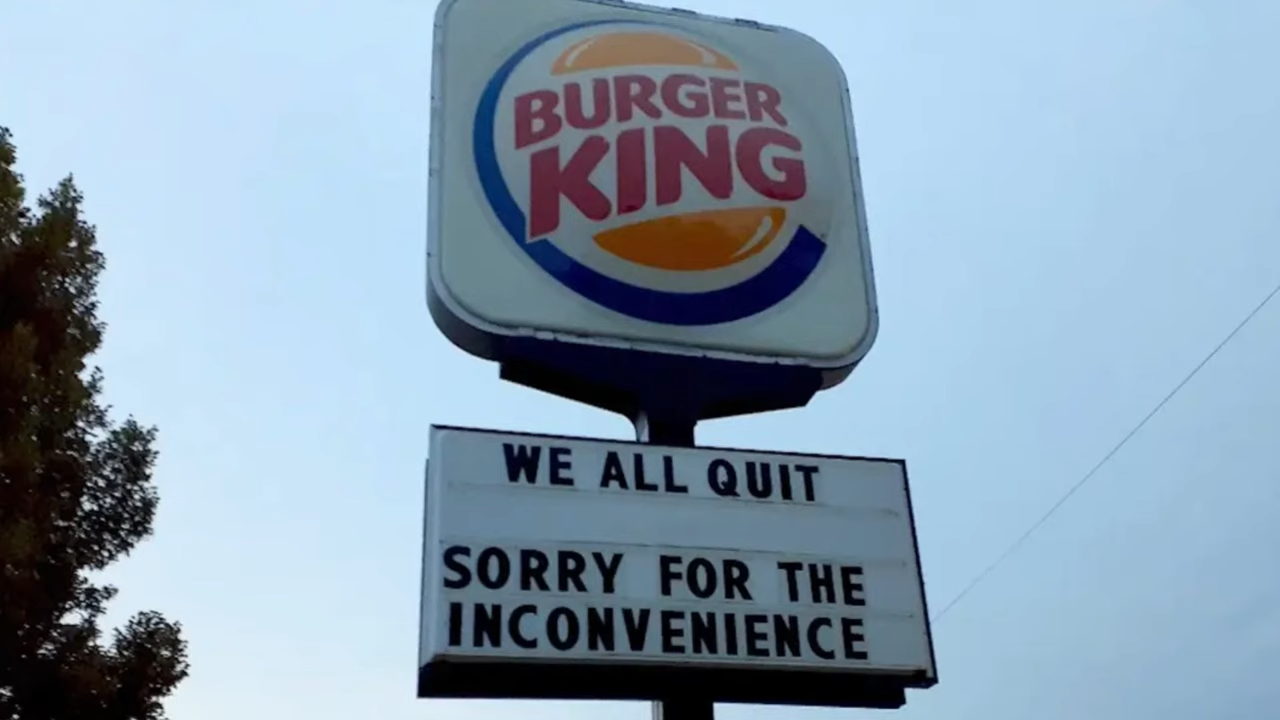 BURGER
KING
WE ALL QUIT
SORRY FOR THE
INCONVENIENCE